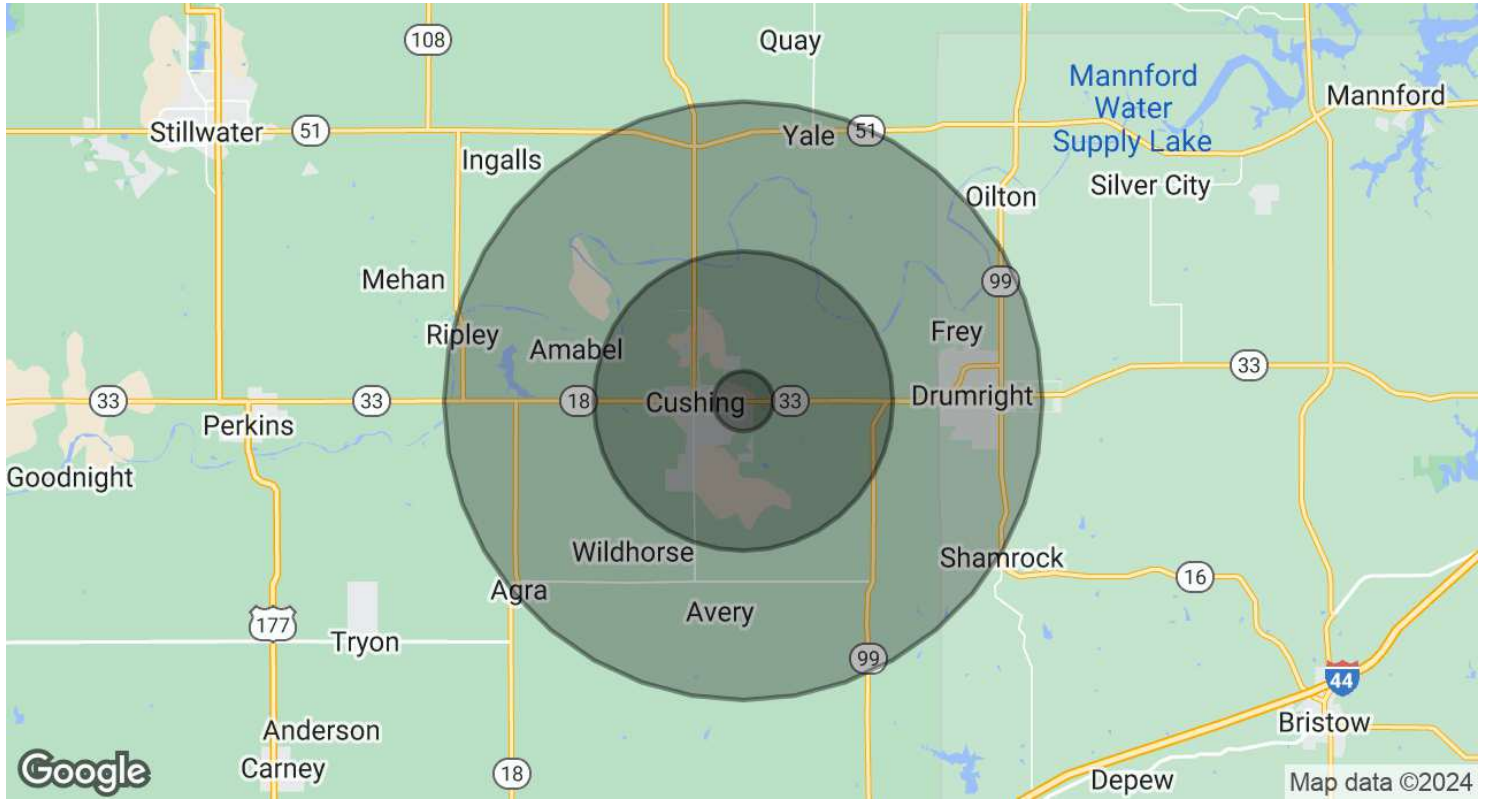 108
Quay
Mannford
Water
Supply Lake
Mannford
Stillwater
51
Yale
51
Ingalls
Silver City
Oilton
Mehan
99
Ripley
Amabel
Frey
33
33
33
18
Cushing
33
Drumright
Perkins
Goodnight
Wildhorse
Shamrock
16
Agra
Avery
177
Tryon
99
44
Bristow
Anderson
Carney
18
Depew
Google
Map data ©2024